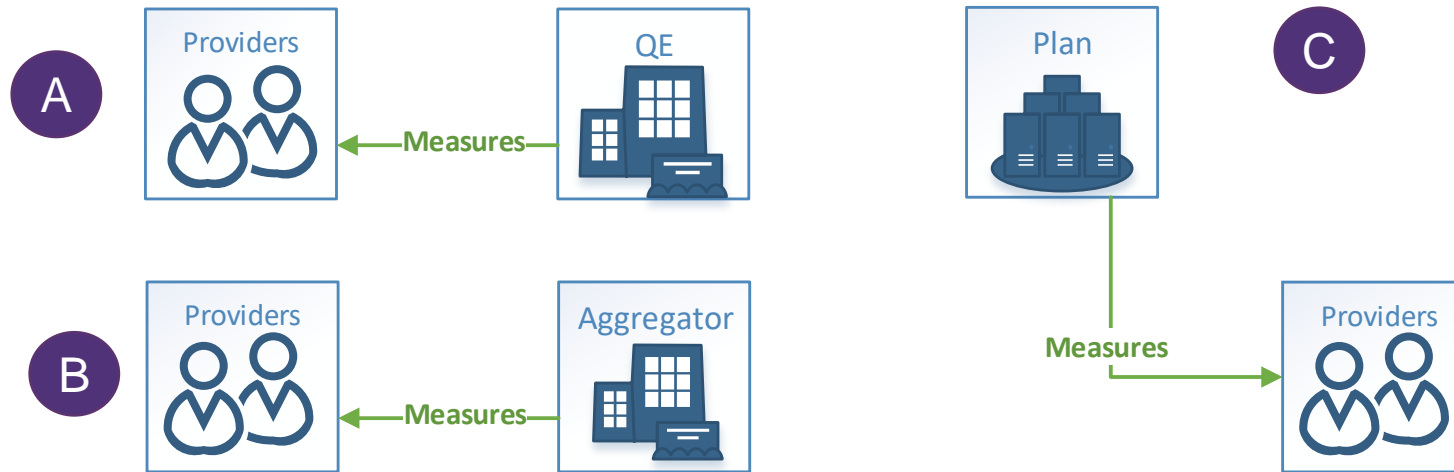 A
Providers
Measures
QE
Plan
C
B
Providers
Measures
Aggregator
Measures
Providers